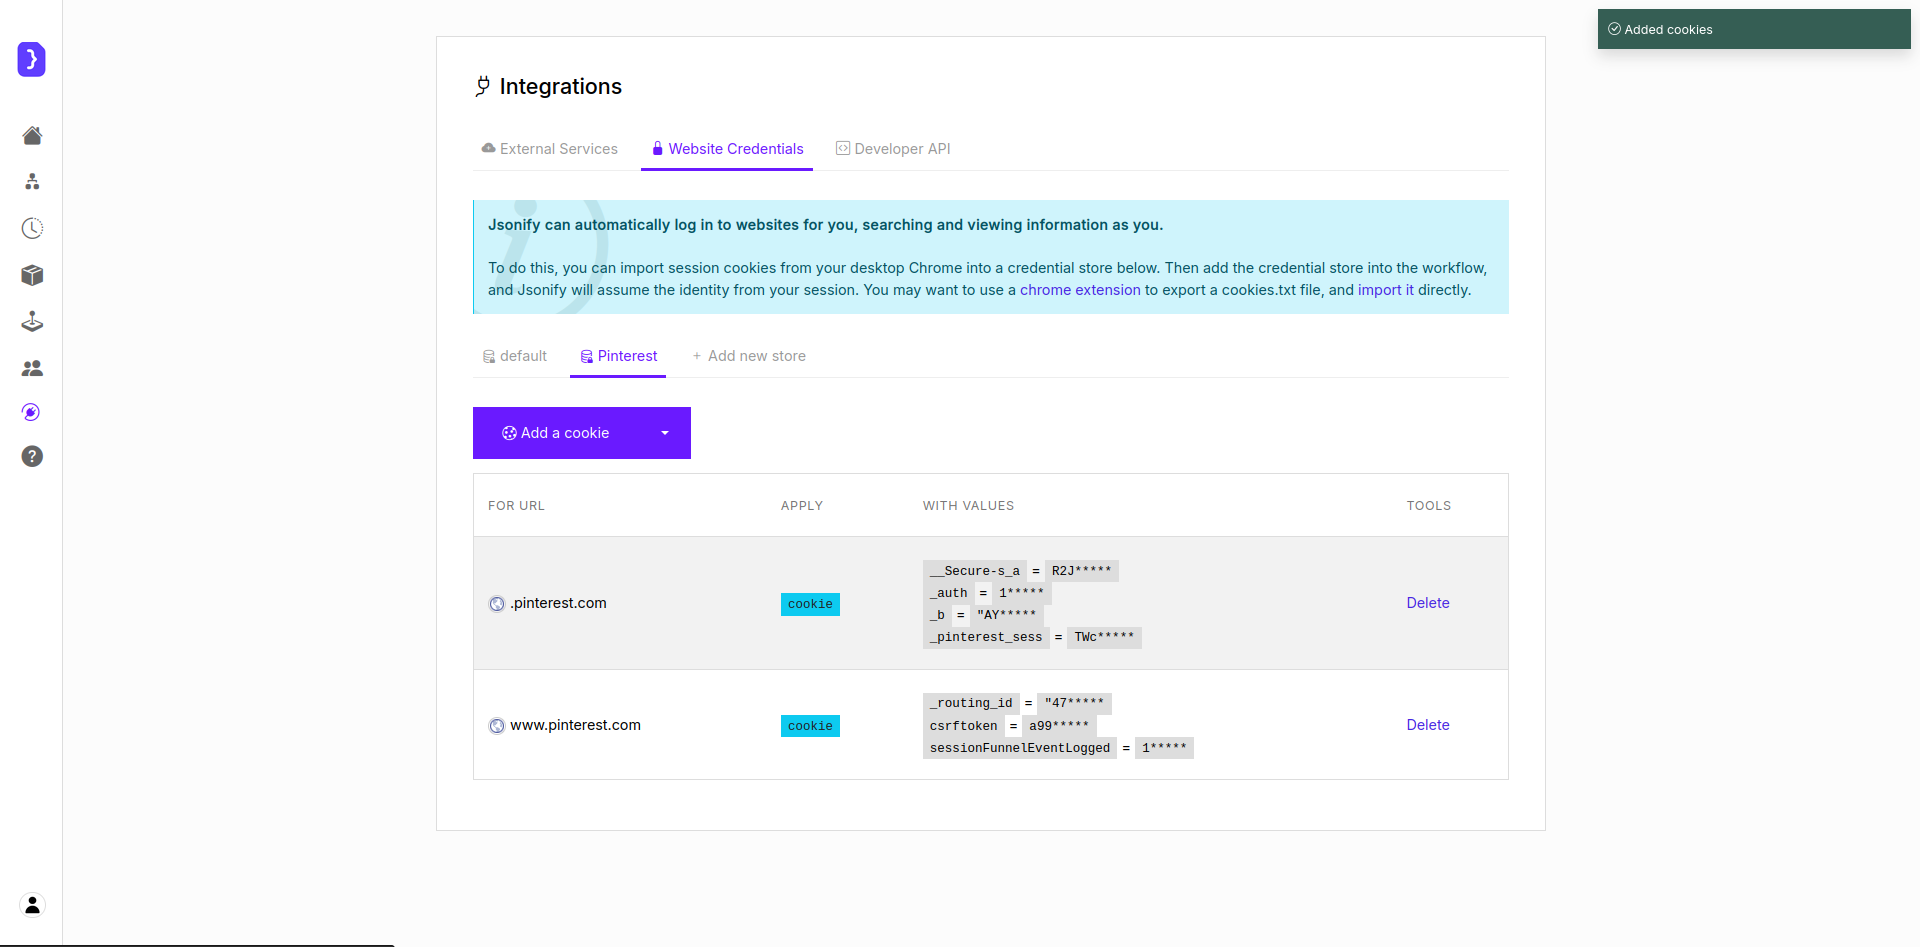 Added cookies
Integrations
External Services
Website Credentials
Developer API
Jsonify can automatically log in to websites for you, searching and viewing information as you.
To do this, you can import session cookies from your desktop Chrome into a credential store below. Then add the credential store into the workflow,
and Jsonify will assume the identity from your session. You may want to use a chrome extension to export a cookies.txt file, and import it directly.
default
Pinterest
+ Add new store
Add a cookie
FOR URL APPLY WITH VALUES TOOLS
__Secure-s_a = R2J*****
_auth = 1*****
.pinterest.com cookie Delete
_b = "AY*****
_pinterest_sess = TWc*****
_routing_id = "47*****
www.pinterest.com cookie csrftoken = a99***** Delete
sessionFunnelEventLogged = 1*****